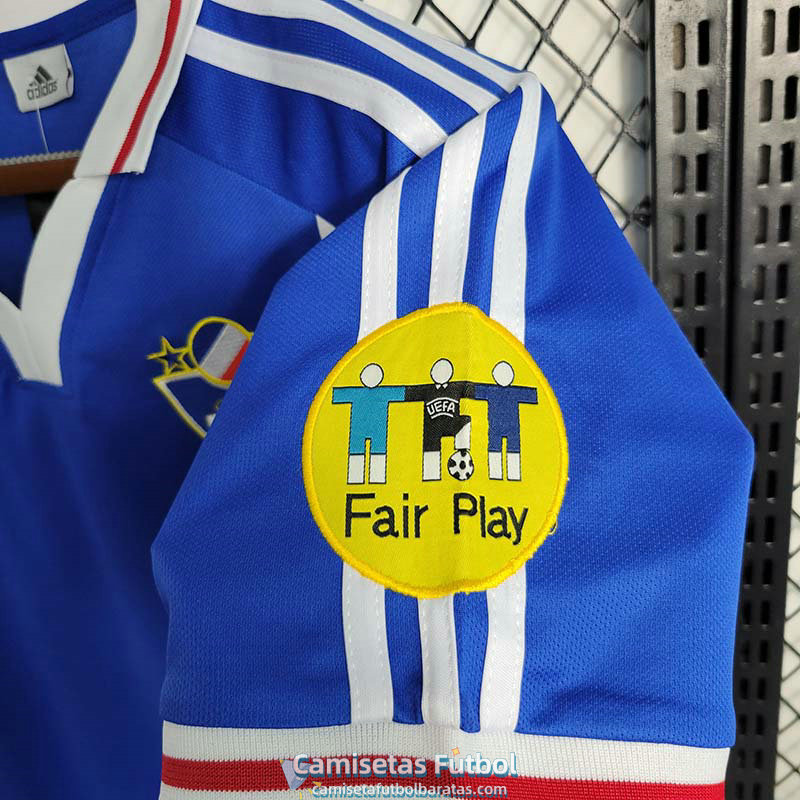 adidas
UEFA
Fair Play
Camisetas Futbol
camisetafutbolbaratas.com